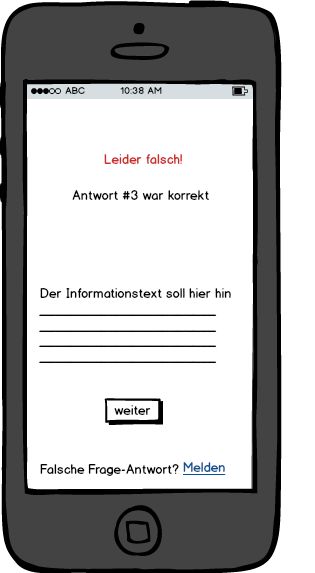 ABC 10:38 AM
Leider falsch!
Antwort #3 war korrekt
Der Informationstext soll hier hin
weiter
Falsche Frage-Antwort? Melden